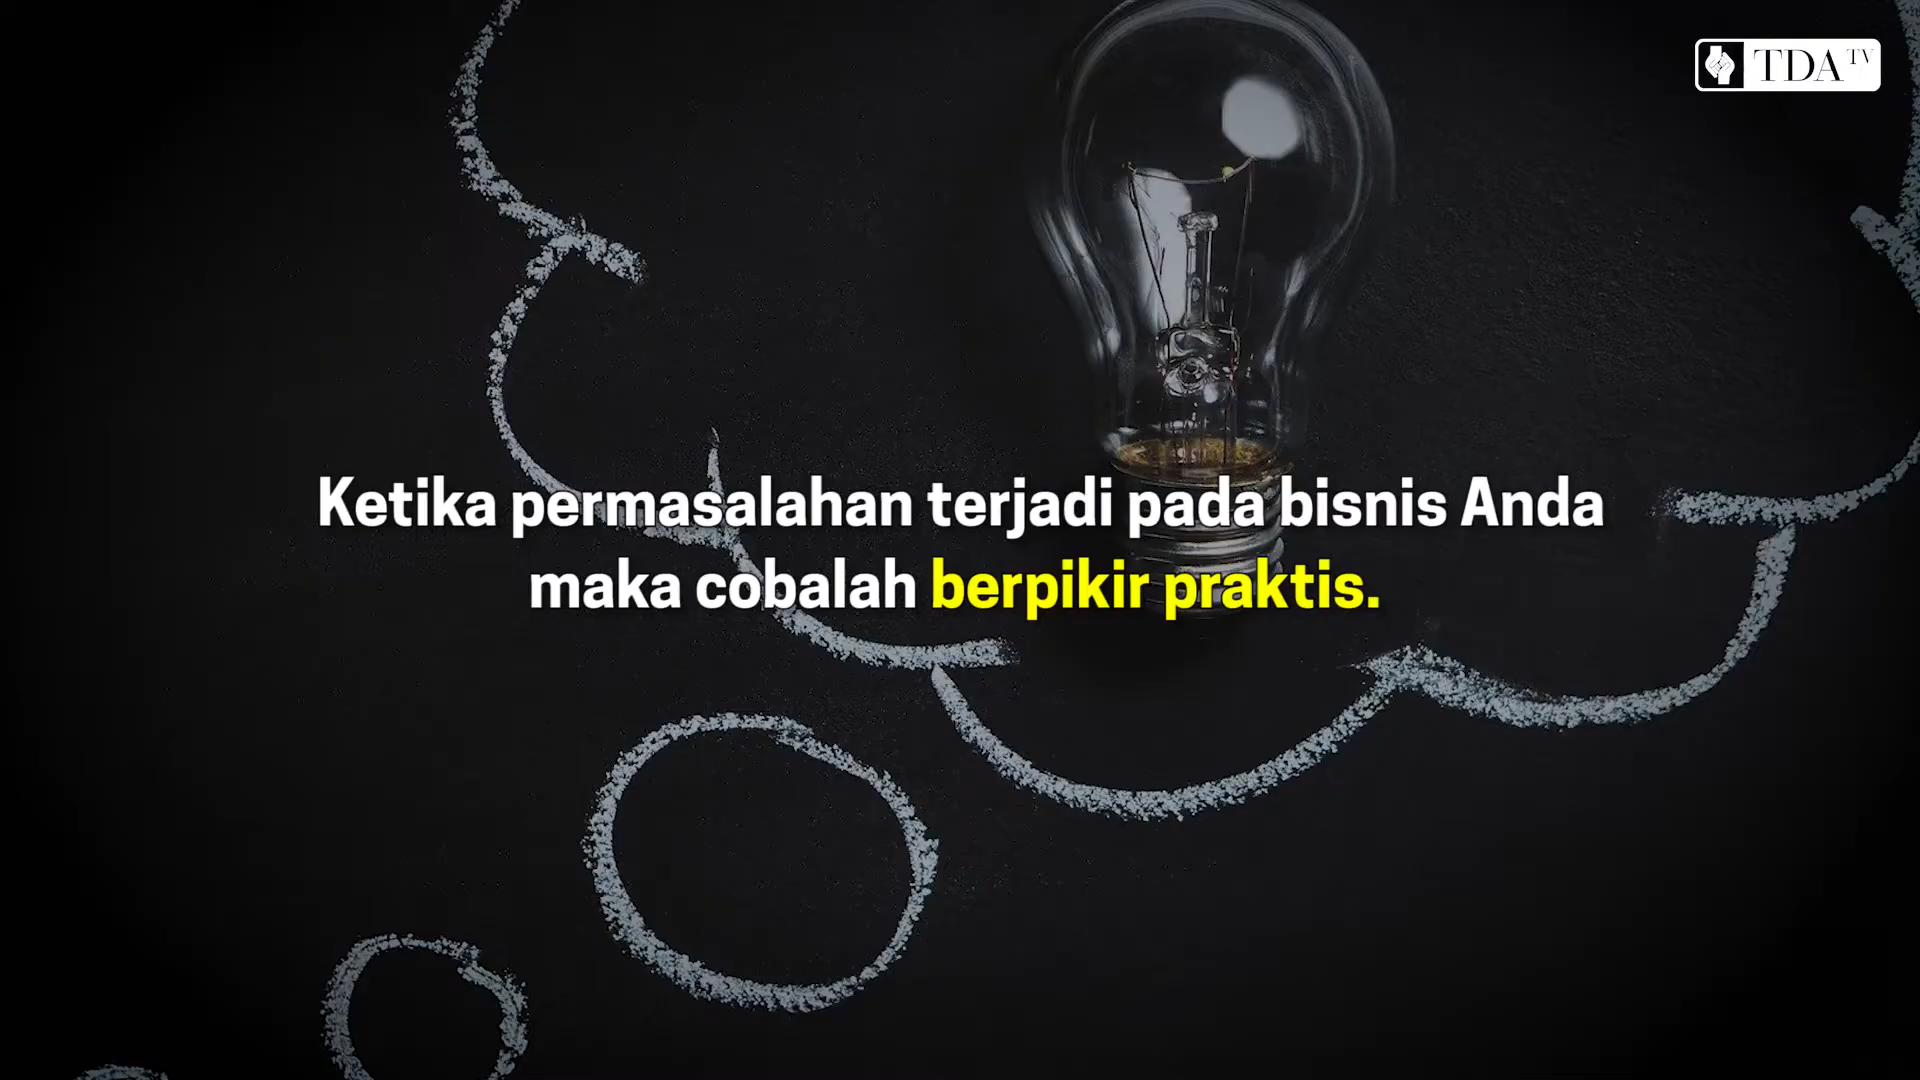 TDA TV
Ketika permasalahan terjadi pada bisnis Anda
maka cobalah berpikir praktis.